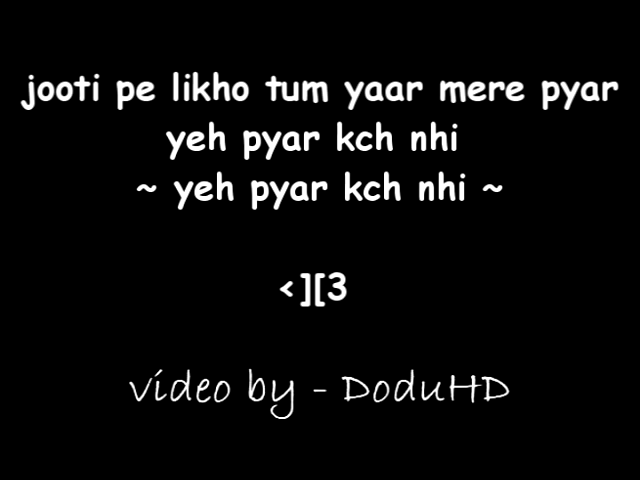 jooti pe likho tum yaar mere pyar
yeh pyar kch nhi
~ yeh pyar kch nhi ~
<][3
video by - DoduHD